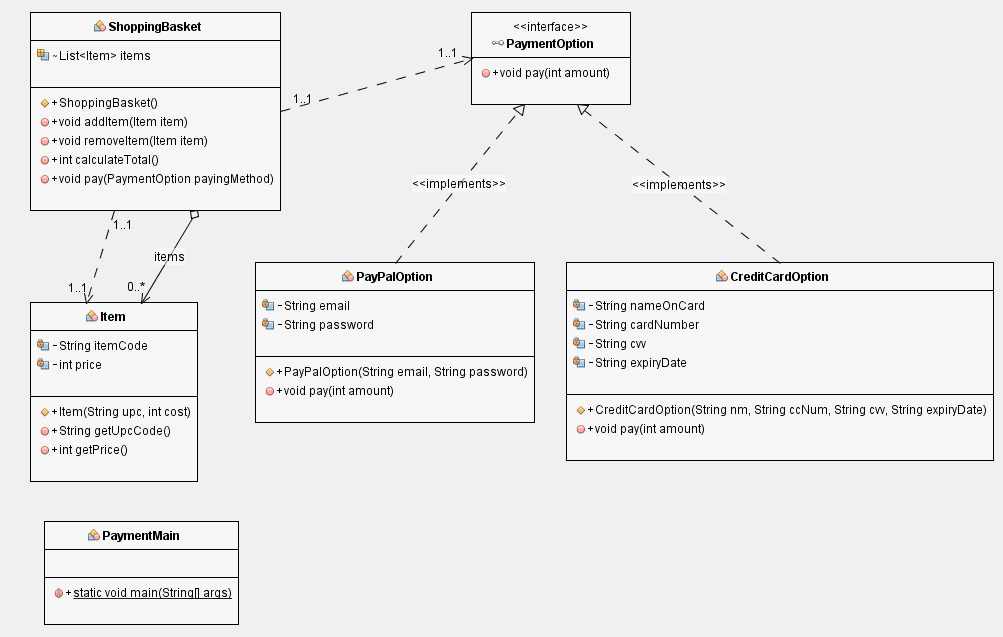 ShoppingBasket
~List<Item> items
+ShoppingBasket()
+void addItem(Item item)
+void removeItem(Item item)
+int calculateTotal()
+void pay(PaymentOption payingMethod)
1..1
1..1
<<interface>>
PaymentOption
+void pay(int amount)
<<implements>>
<<implements>>
1..1
items
1..1
0..*
Item
-String itemCode
-int price
+Item(String upc, int cost)
+String getUpcCode()
+int getPrice()
PayPalOption
-String email
-String password
+PayPalOption(String email, String password)
+void pay(int amount)
CreditCardOption
-String nameOnCard
-String cardNumber
-String cvv
-String expiryDate
+CreditCardOption(String nm, String ccNum, String cvv, String expiryDate)
+void pay(int amount)
PaymentMain
+static void main(String[] args)